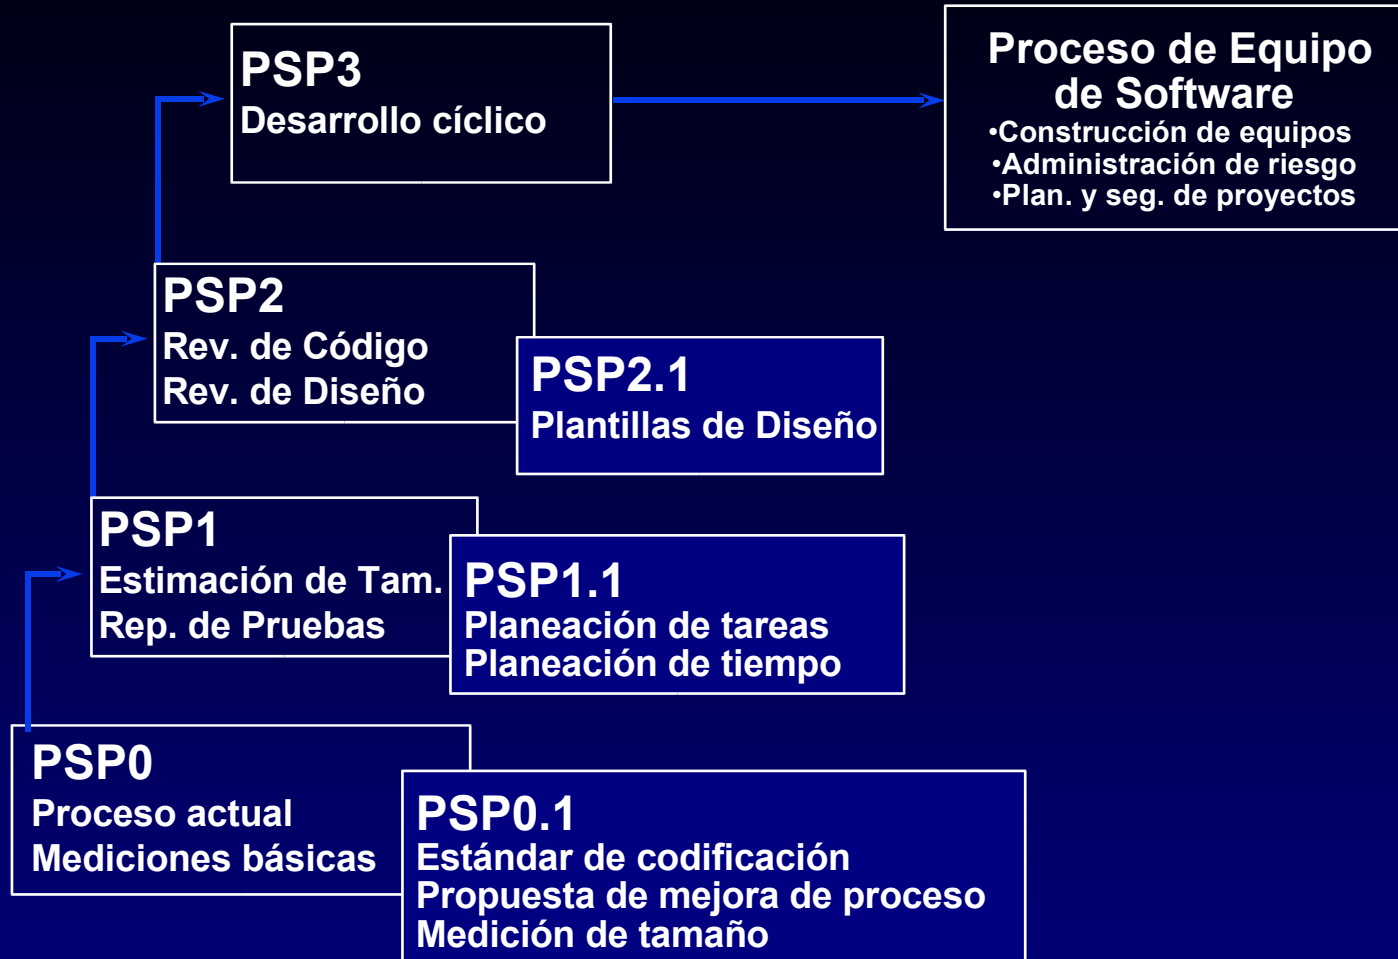 PSP3
Desarrollo cíclico
Proceso de Equipo
de Software
•Construcción de equipos
•Administración de riesgo
•Plan. y seg. de proyectos
PSP2
Rev. de Código
Rev. de Diseño
PSP2.1
Plantillas de Diseño
PSP1
Estimación de Tam.
Rep. de Pruebas
PSP1.1
Planeación de tareas
Planeación de tiempo
PSP0
Proceso actual
Mediciones básicas
PSP0.1
Estándar de codificación
Propuesta de mejora de proceso
Medición de tamaño